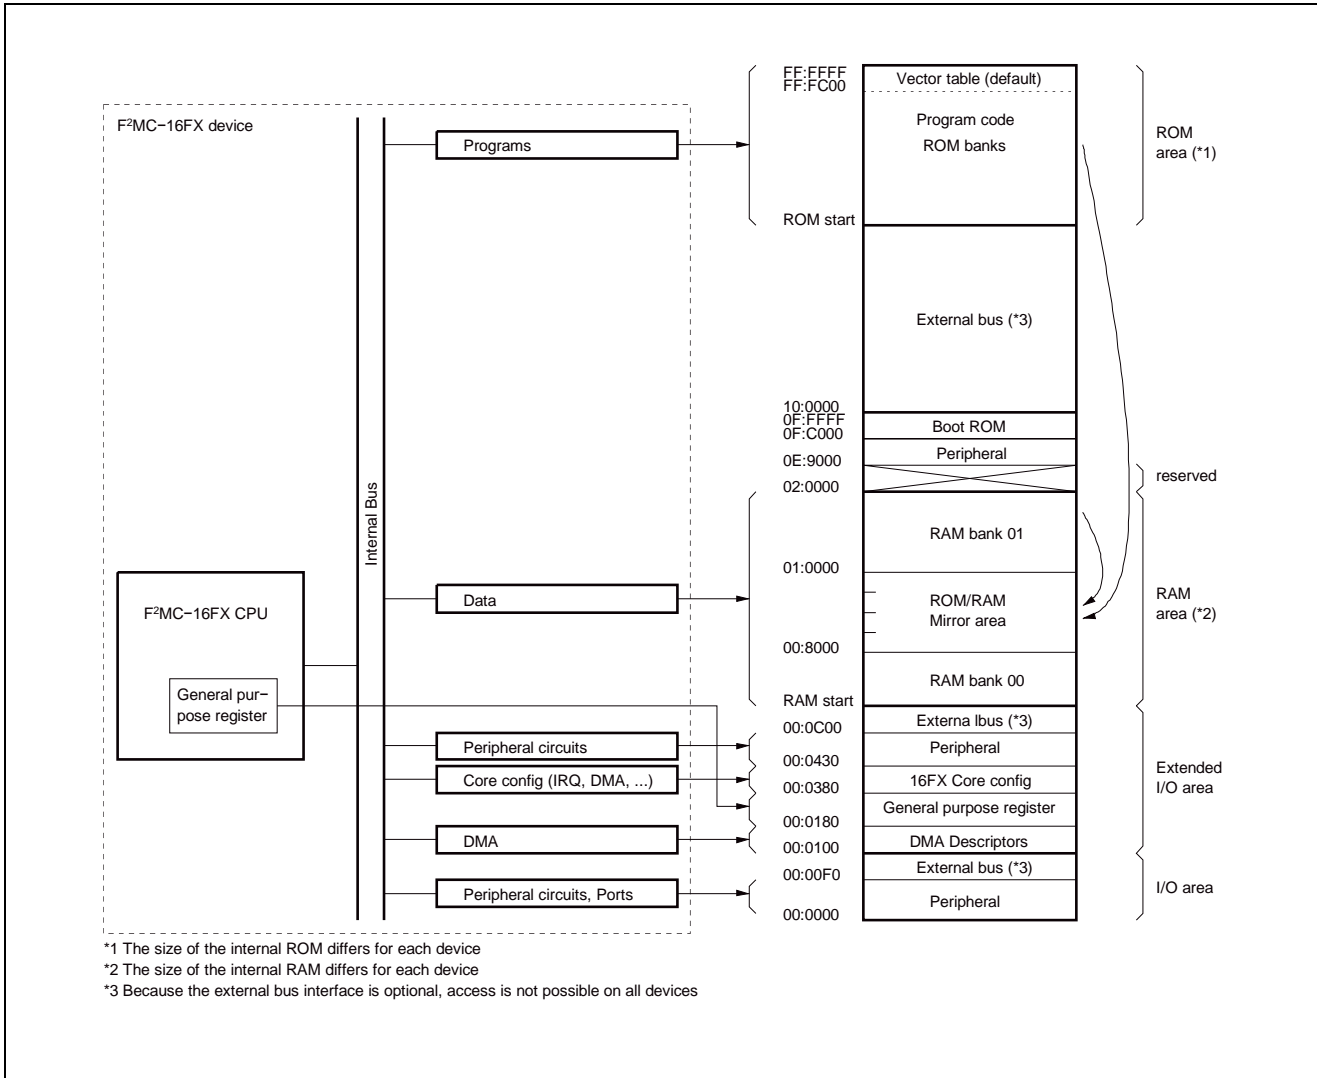 F²MC−16FX device
Internal Bus
F²MC−16FX CPU
General pur−
pose register
Programs
Data
Peripheral circuits
Core config (IRQ, DMA, ...)
DMA
Peripheral circuits, Ports
FF:FFFF
FF:FC00
ROM start
10:0000
0F:FFFF
0F:C000
0E:9000
02:0000
01:0000
00:8000
RAM start
00:0C00
00:0430
00:0380
00:0180
00:0100
00:00F0
00:0000
Vector table (default)
Program code
ROM banks
External bus (*3)
Boot ROM
Peripheral
RAM bank 01
ROM/RAM
Mirror area
RAM bank 00
Externa lbus (*3)
Peripheral
16FX Core config
General purpose register
DMA Descriptors
External bus (*3)
Peripheral
ROM
area (*1)
reserved
RAM
area (*2)
Extended
I/O area
I/O area
*1 The size of the internal ROM differs for each device
*2 The size of the internal RAM differs for each device
*3 Because the external bus interface is optional, access is not possible on all devices